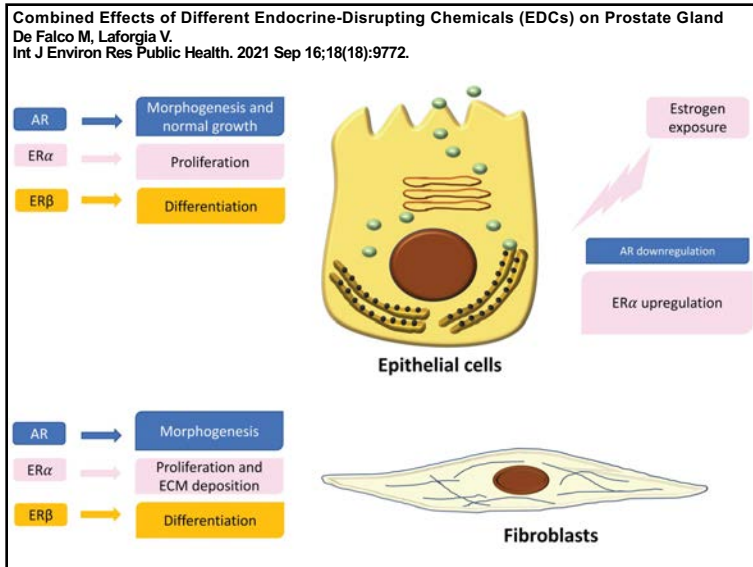 Combined Effects of Different Endocrine-Disrupting Chemicals (EDCs) on Prostate Gland
De Falco M, Laforgia V.
Int J Environ Res Public Health. 2021 Sep 16;18(18):9772.
AR
Morphogenesis and
normal growth
ERα
Proliferation
ERβ
Differentiation
Estrogen
exposure
AR downregulation
ERα upregulation
Epithelial cells
AR
Morphogenesis
ERα
Proliferation and
ECM deposition
ERβ
Differentiation
Fibroblasts